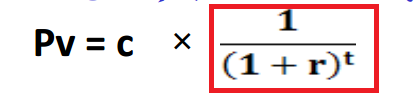 Pv = c × 1
(1 + r)ᵗ